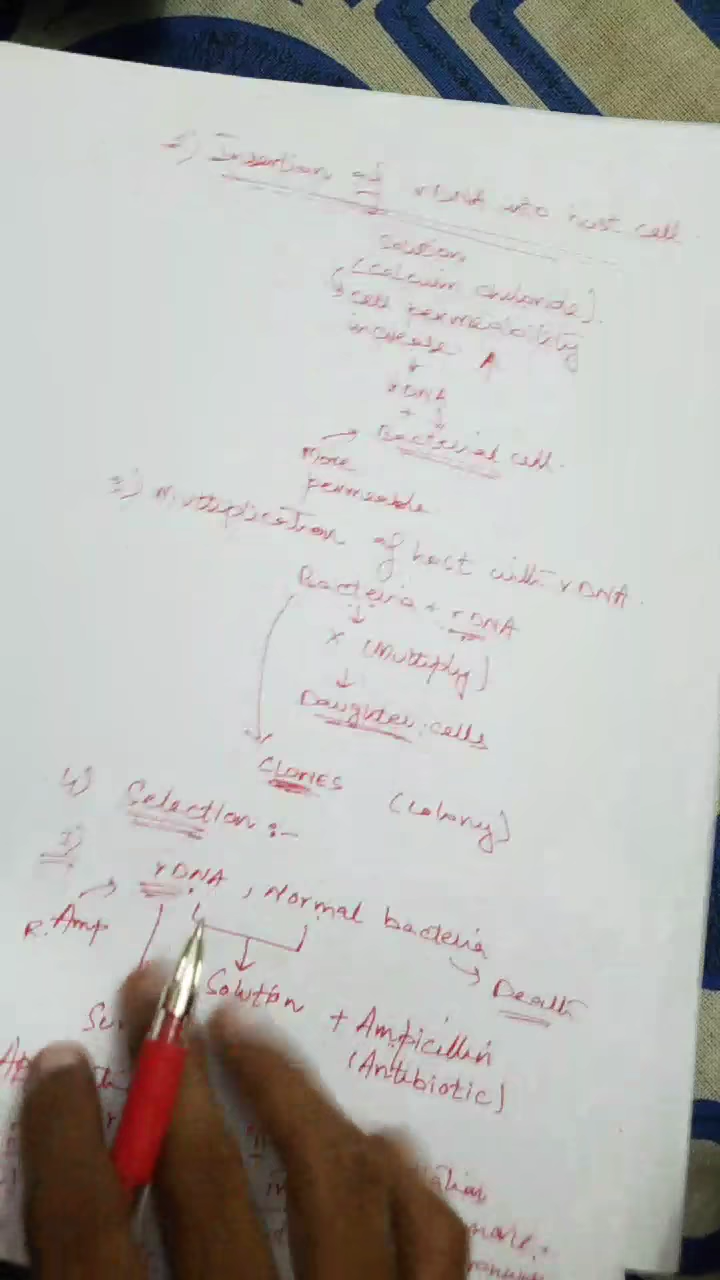 Insertion of rDNA into host cell.
Solution
(Calcium chloride).
cell permeability
increase
rDNA
+
Bacterial cell.
More
permeable
3) Multiplication of host with rDNA.
Bacteria + rDNA
x (Multiply)
Daughter cells
CLONES (colony)
4) Selection :-
rDNA, Normal bacteria
R. Amp
Death
Solution + Ampicillin
(Antibiotic)
more